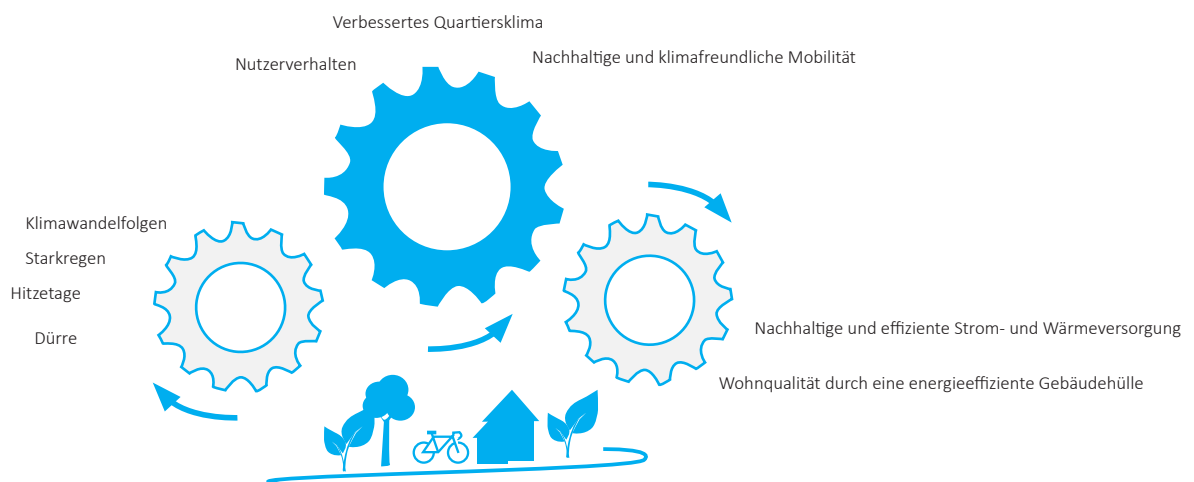 Verbessertes Quartiersklima
Nutzerverhalten
Nachhaltige und klimafreundliche Mobilität
Klimawandelfolgen
Starkregen
Hitzetage
Dürre
Nachhaltige und effiziente Strom- und Wärmeversorgung
Wohnqualität durch eine energieeffiziente Gebäudehülle